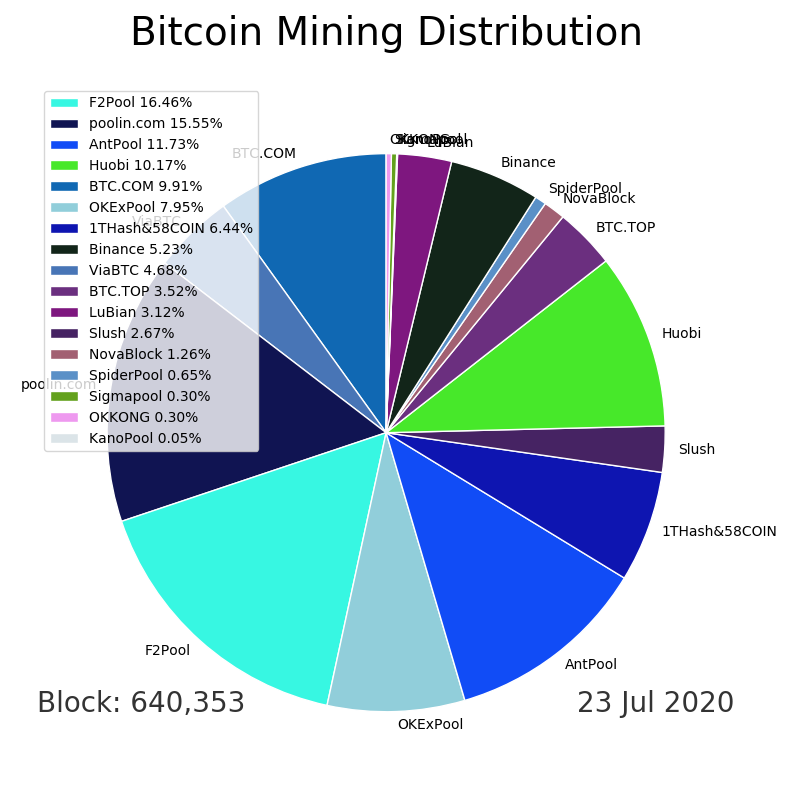 Bitcoin Mining Distribution
F2Pool 16.46%
poolin.com 15.55%
AntPool 11.73%
Huobi 10.17%
BTC.COM 9.91%
OKExPool 7.95%
1THash&58COIN 6.44%
Binance 5.23%
ViaBTC 4.68%
BTC.TOP 3.52%
LuBian 3.12%
Slush 2.67%
NovaBlock 1.26%
SpiderPool 0.65%
Sigmapool 0.30%
OKKONG 0.30%
KanoPool 0.05%
BTC.COM
ViaBTC
poolin.com
F2Pool
OKExPool
AntPool
1THash&58COIN
Slush
Huobi
BTC.TOP
NovaBlock
SpiderPool
Binance
LuBian
Block: 640,353
23 Jul 2020